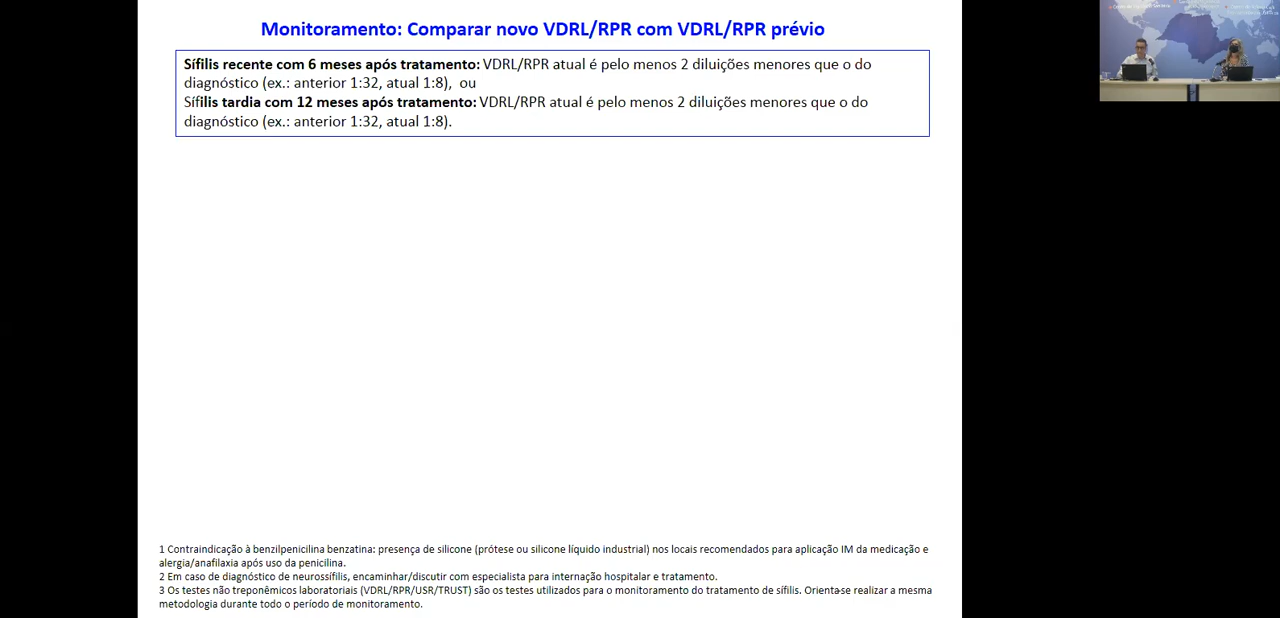 Monitoramento: Comparar novo VDRL/RPR com VDRL/RPR prévio
Sífilis recente com 6 meses após tratamento: VDRL/RPR atual é pelo menos 2 diluições menores que o do
diagnóstico (ex.: anterior 1:32, atual 1:8), ou
Sífilis tardia com 12 meses após tratamento: VDRL/RPR atual é pelo menos 2 diluições menores que o do
diagnóstico (ex.: anterior 1:32, atual 1:8).
1 Contraindicação à benzilpenicilina benzatina: presença de silicone (prótese ou silicone líquido industrial) nos locais recomendados para aplicação IM da medicação e
alergia/anafilaxia após uso da penicilina.
2 Em caso de diagnóstico de neurossífilis, encaminhar/discutir com especialista para internação hospitalar e tratamento.
3 Os testes não treponêmicos laboratoriais (VDRL/RPR/USR/TRUST) são os testes utilizados para o monitoramento do tratamento de sífilis. Orienta-se realizar a mesma
metodologia durante todo o período de monitoramento.